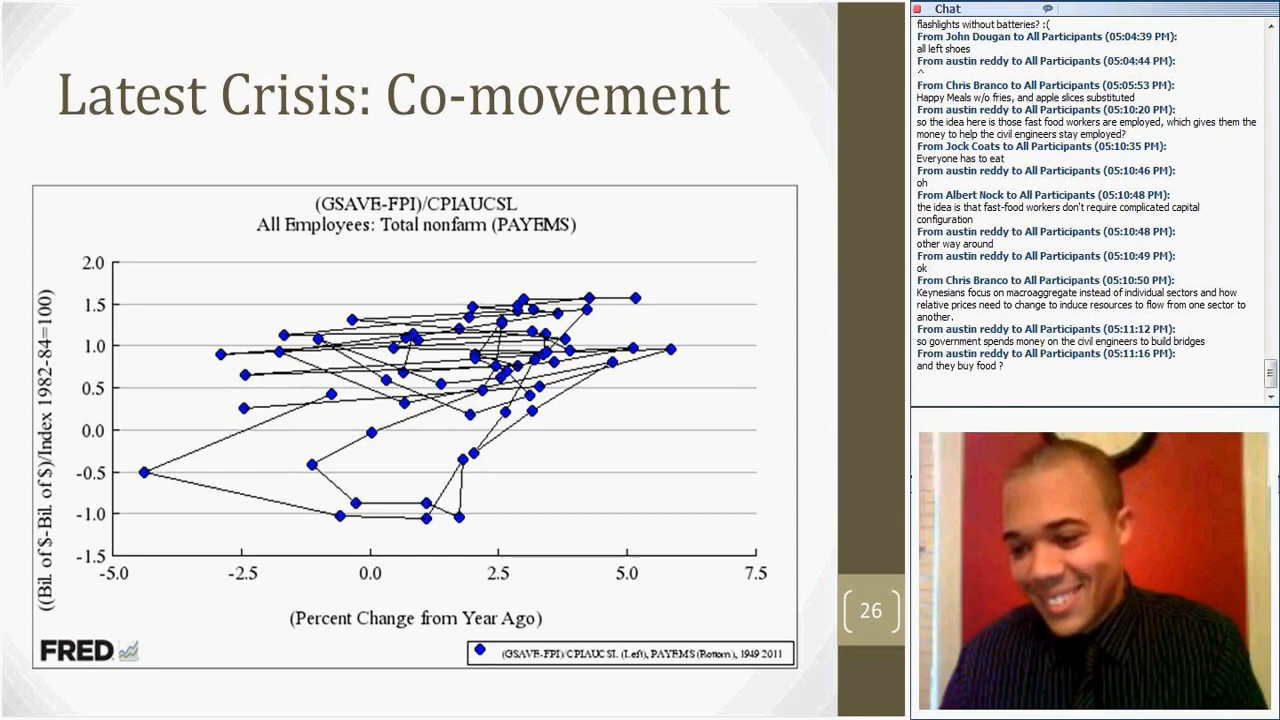 Latest Crisis: Co-movement
(GSAVE-FPI)/CPIAUCSL
All Employees: Total nonfarm (PAYEMS)
((Bil. of $-Bil. of $)/Index 1982-84=100)
2.0
1.5
1.0
0.5
0.0
-0.5
-1.0
-1.5
-5.0
-2.5
0.0
2.5
5.0
7.5
(Percent Change from Year Ago)
FRED
(GSAVE-FPI)/CPIAUCSL (Left), PAYEMS (Bottom), 1949 2011
26
Chat
flashlights without batteries? :(
From John Dougan to All Participants (05:04:39 PM):
all left shoes
From austin reddy to All Participants (05:04:44 PM):
^
From Chris Branco to All Participants (05:05:53 PM):
Happy Meals w/o fries, and apple slices substituted
From austin reddy to All Participants (05:10:20 PM):
so the idea here is those fast food workers are employed, which gives them the
money to help the civil engineers stay employed?
From Jock Coats to All Participants (05:10:35 PM):
Everyone has to eat
From austin reddy to All Participants (05:10:46 PM):
oh
From Albert Nock to All Participants (05:10:48 PM):
the idea is that fast-food workers don't require complicated capital
configuration
From austin reddy to All Participants (05:10:48 PM):
other way around
From austin reddy to All Participants (05:10:49 PM):
ok
From Chris Branco to All Participants (05:10:50 PM):
Keynesians focus on macroaggregate instead of individual sectors and how
relative prices need to change to induce resources to flow from one sector to
another.
From austin reddy to All Participants (05:11:12 PM):
so government spends money on the civil engineers to build bridges
From austin reddy to All Participants (05:11:16 PM):
and they buy food ?